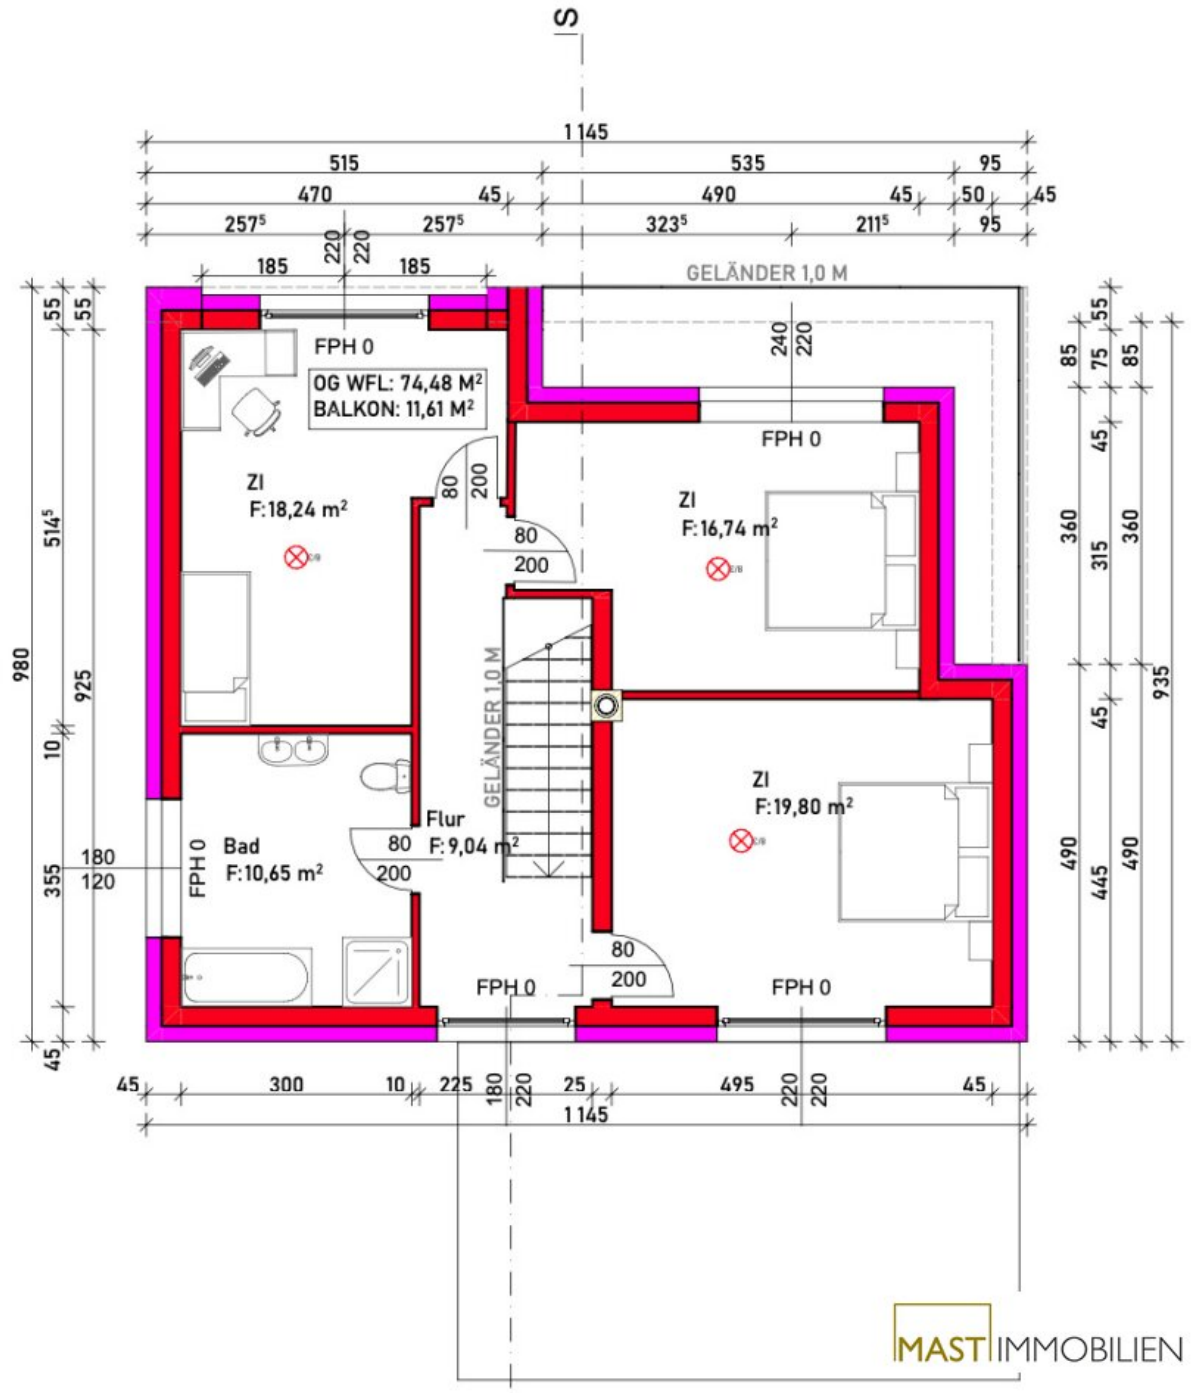 S
1145
515 535 95
470 45 490 45 50 45
257⁵ 257⁵ 323⁵ 211⁵ 95
220
220
185 185
GELÄNDER 1,0 M
55
55
55
85
75
85
240
220
FPH 0
OG WFL: 74,48 M²
BALKON: 11,61 M²
FPH 0
45
ZI
F:18,24 m²
80
200
ZI
F:16,74 m²
80
200
514⁵
360
315
360
980
925
935
GELÄNDER 1,0 M
45
10
ZI
F:19,80 m²
Flur
F:9,04 m²
Bad
F:10,65 m²
80
200
FPH 0
180
120
355
490
445
490
80
200
FPH 0
FPH 0
45
45 300 10 225 180 220 25 495 220 220 45
1145
MAST IMMOBILIEN